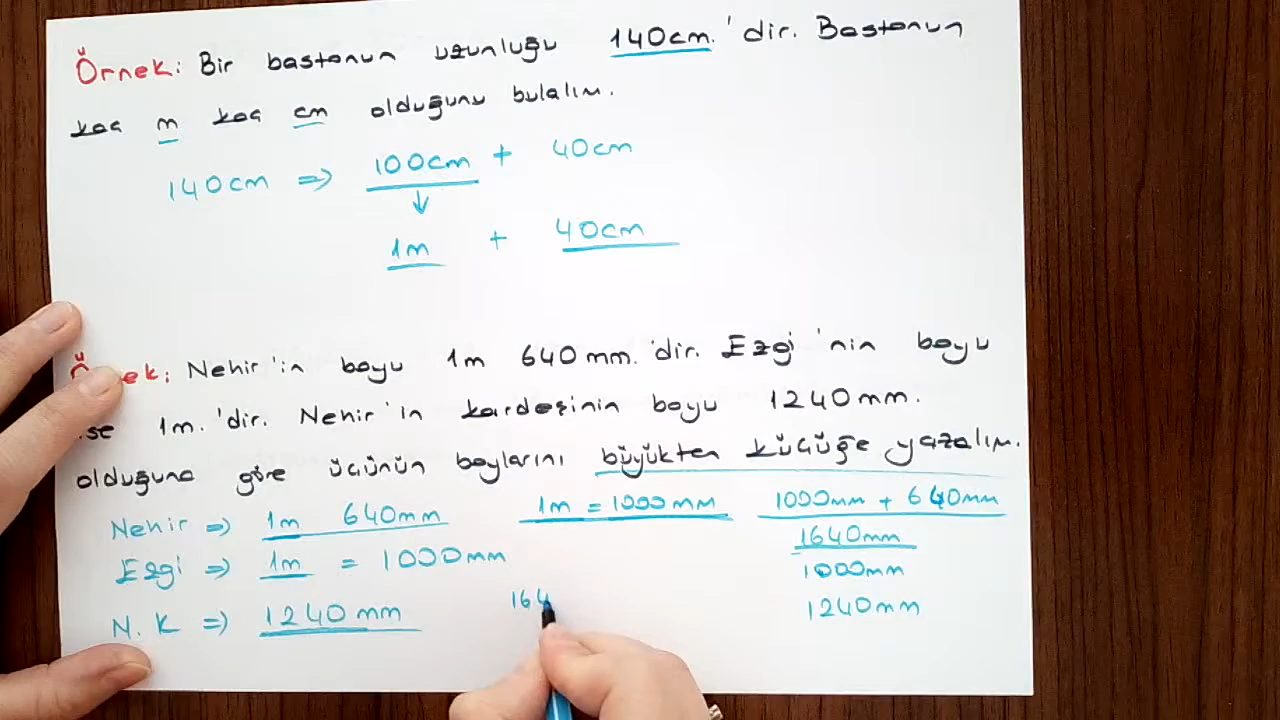 Örnek: Bir bastonun uzunluğu 140cm.'dir. Bastonun
kaç m kaç cm olduğunu bulalım.
140cm ⇒ 100cm + 40cm
↓
1m + 40cm
Örnek: Nehir'in boyu 1m 640mm.'dir. Ezgi'nin boyu
ise 1m.'dir. Nehir'in kardeşinin boyu 1240mm.
olduğuna göre üçünün boylarını büyükten küçüğe yazalım.
Nehir ⇒ 1m 640mm 1m = 1000mm 1000mm + 640mm
1640mm
Ezgi ⇒ 1m = 1000mm 1000mm
N.K ⇒ 1240mm 164 1240mm